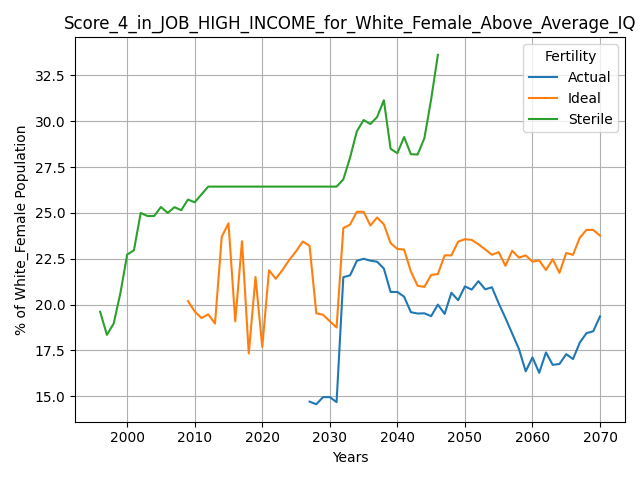 Score_4_in_JOB_HIGH_INCOME_for_White_Female_Above_Average_IQ
Fertility
Actual
Ideal
Sterile
% of White_Female Population
32.5
30.0
27.5
25.0
22.5
20.0
17.5
15.0
2000 2010 2020 2030 2040 2050 2060 2070
Years